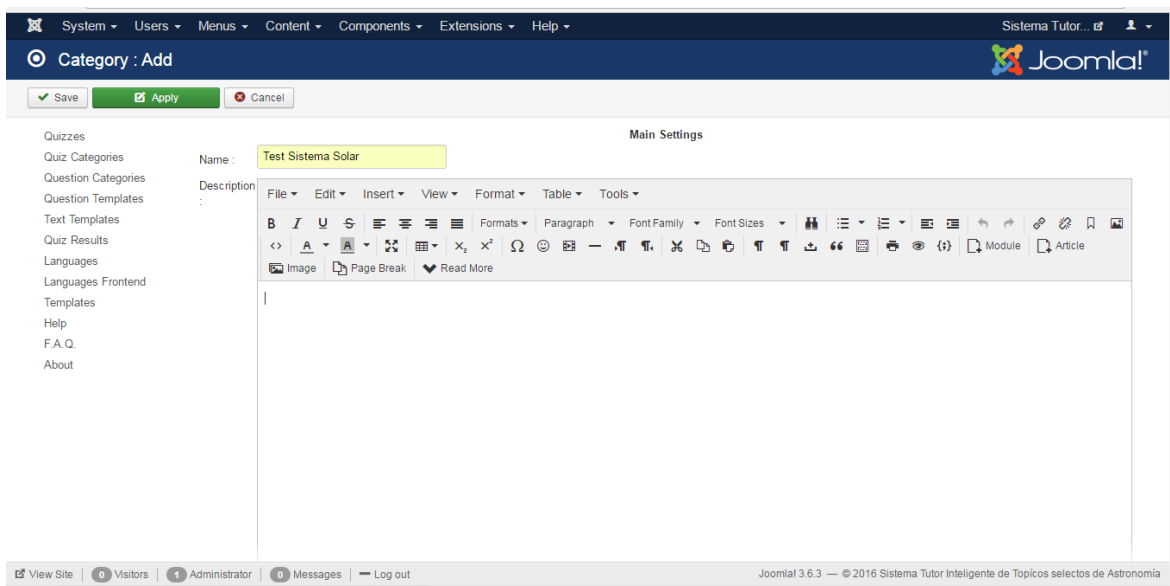 System Users Menus Content Components Extensions Help Sistema Tutor...
Category : Add Joomla!®
Save Apply Cancel
Main Settings
Quizzes
Quiz Categories
Question Categories
Question Templates
Text Templates
Quiz Results
Languages
Languages Frontend
Templates
Help
F.A.Q.
About
Name : Test Sistema Solar
Description
:
File Edit Insert View Format Table Tools
B I U S Formats Paragraph Font Family Font Sizes
A A Module Article
Image Page Break Read More
View Site 0 Visitors 1 Administrator 0 Messages Log out Joomla! 3.6.3 — © 2016 Sistema Tutor Inteligente de Topícos selectos de Astronomía